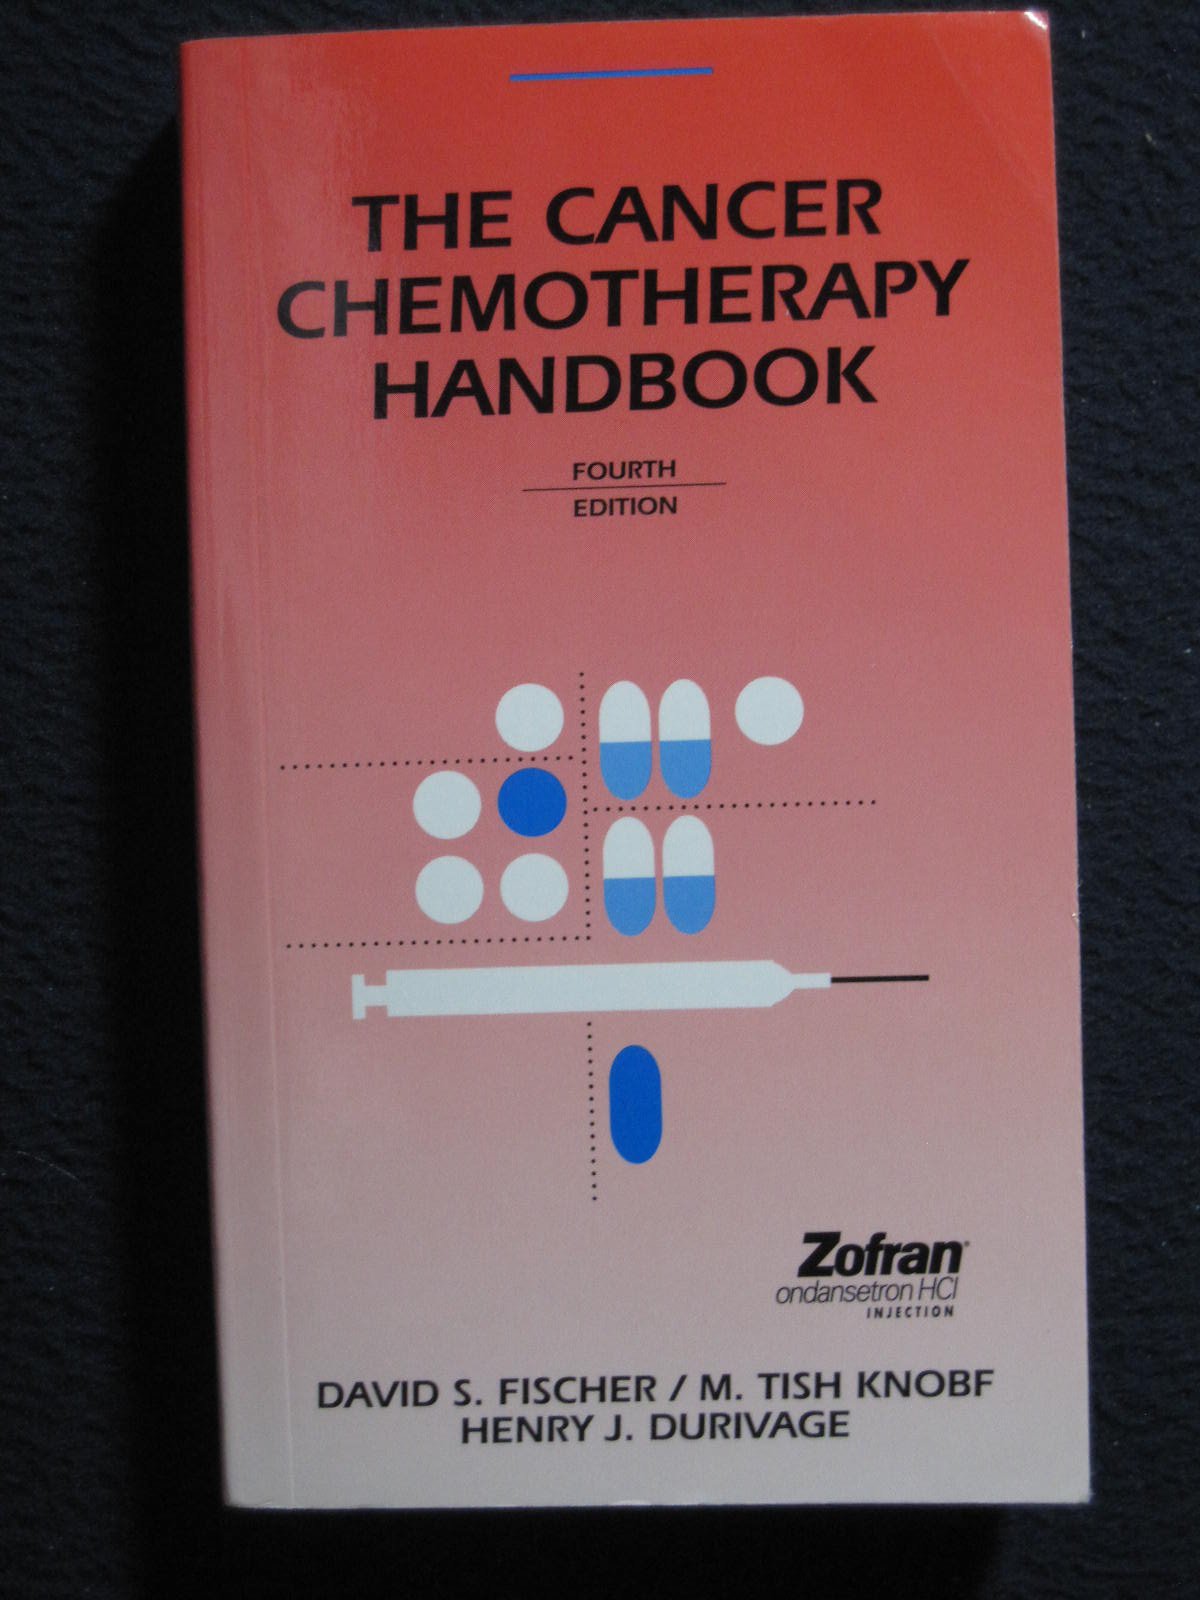 THE CANCER
CHEMOTHERAPY
HANDBOOK
FOURTH
EDITION
Zofran®
ondansetron HCl
INJECTION
DAVID S. FISCHER / M. TISH KNOBF
HENRY J. DURIVAGE